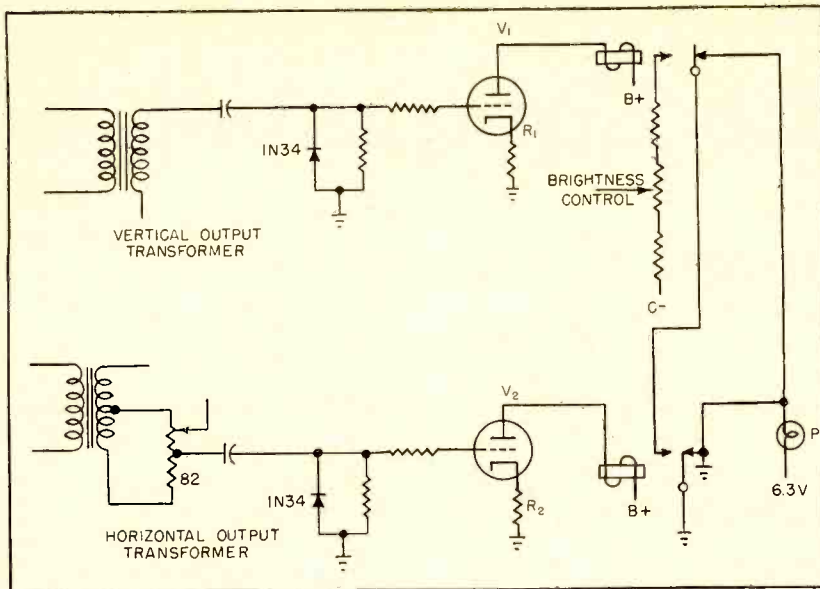 V1
B+
R1
1N34
BRIGHTNESS
CONTROL
VERTICAL OUTPUT
TRANSFORMER
C-
V2
P
82
1N34
R2
B+
6.3V
HORIZONTAL OUTPUT
TRANSFORMER